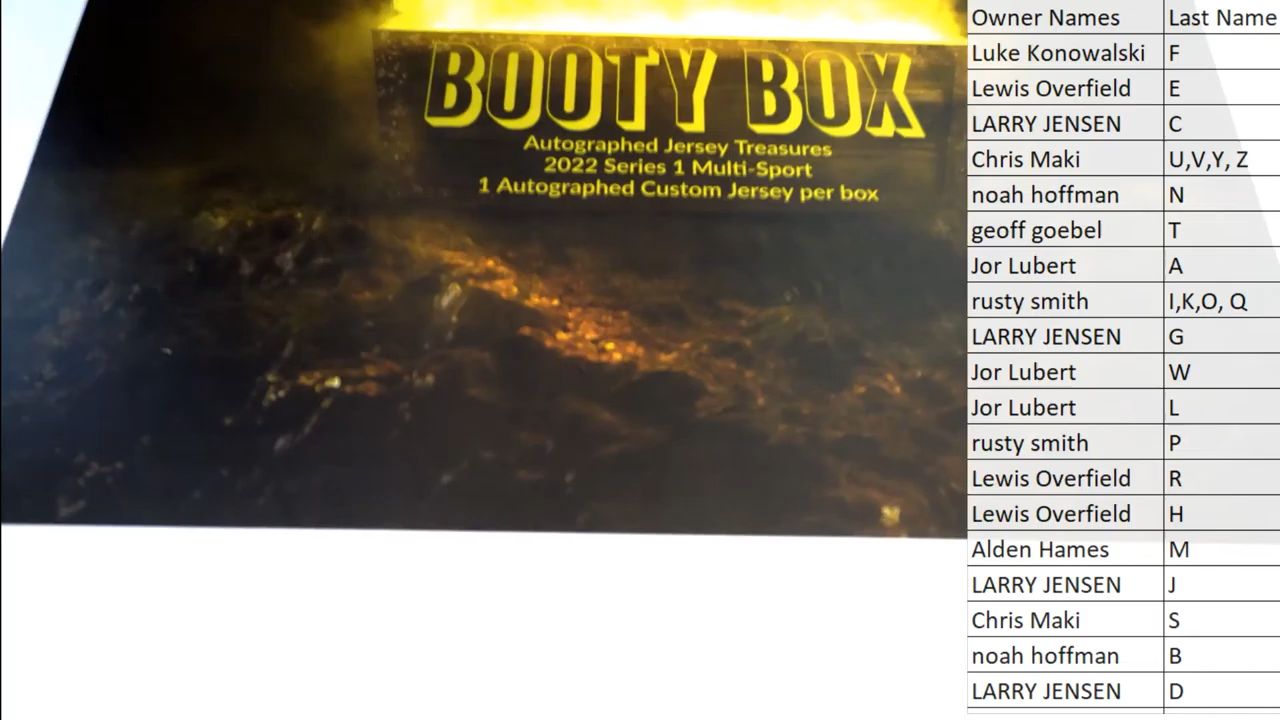 BOOTY BOX
Autographed Jersey Treasures
2022 Series 1 Multi-Sport
1 Autographed Custom Jersey per box
Owner Names Last Name
Luke Konowalski F
Lewis Overfield E
LARRY JENSEN C
Chris Maki U,V,Y, Z
noah hoffman N
geoff goebel T
Jor Lubert A
rusty smith I,K,O, Q
LARRY JENSEN G
Jor Lubert W
Jor Lubert L
rusty smith P
Lewis Overfield R
Lewis Overfield H
Alden Hames M
LARRY JENSEN J
Chris Maki S
noah hoffman B
LARRY JENSEN D